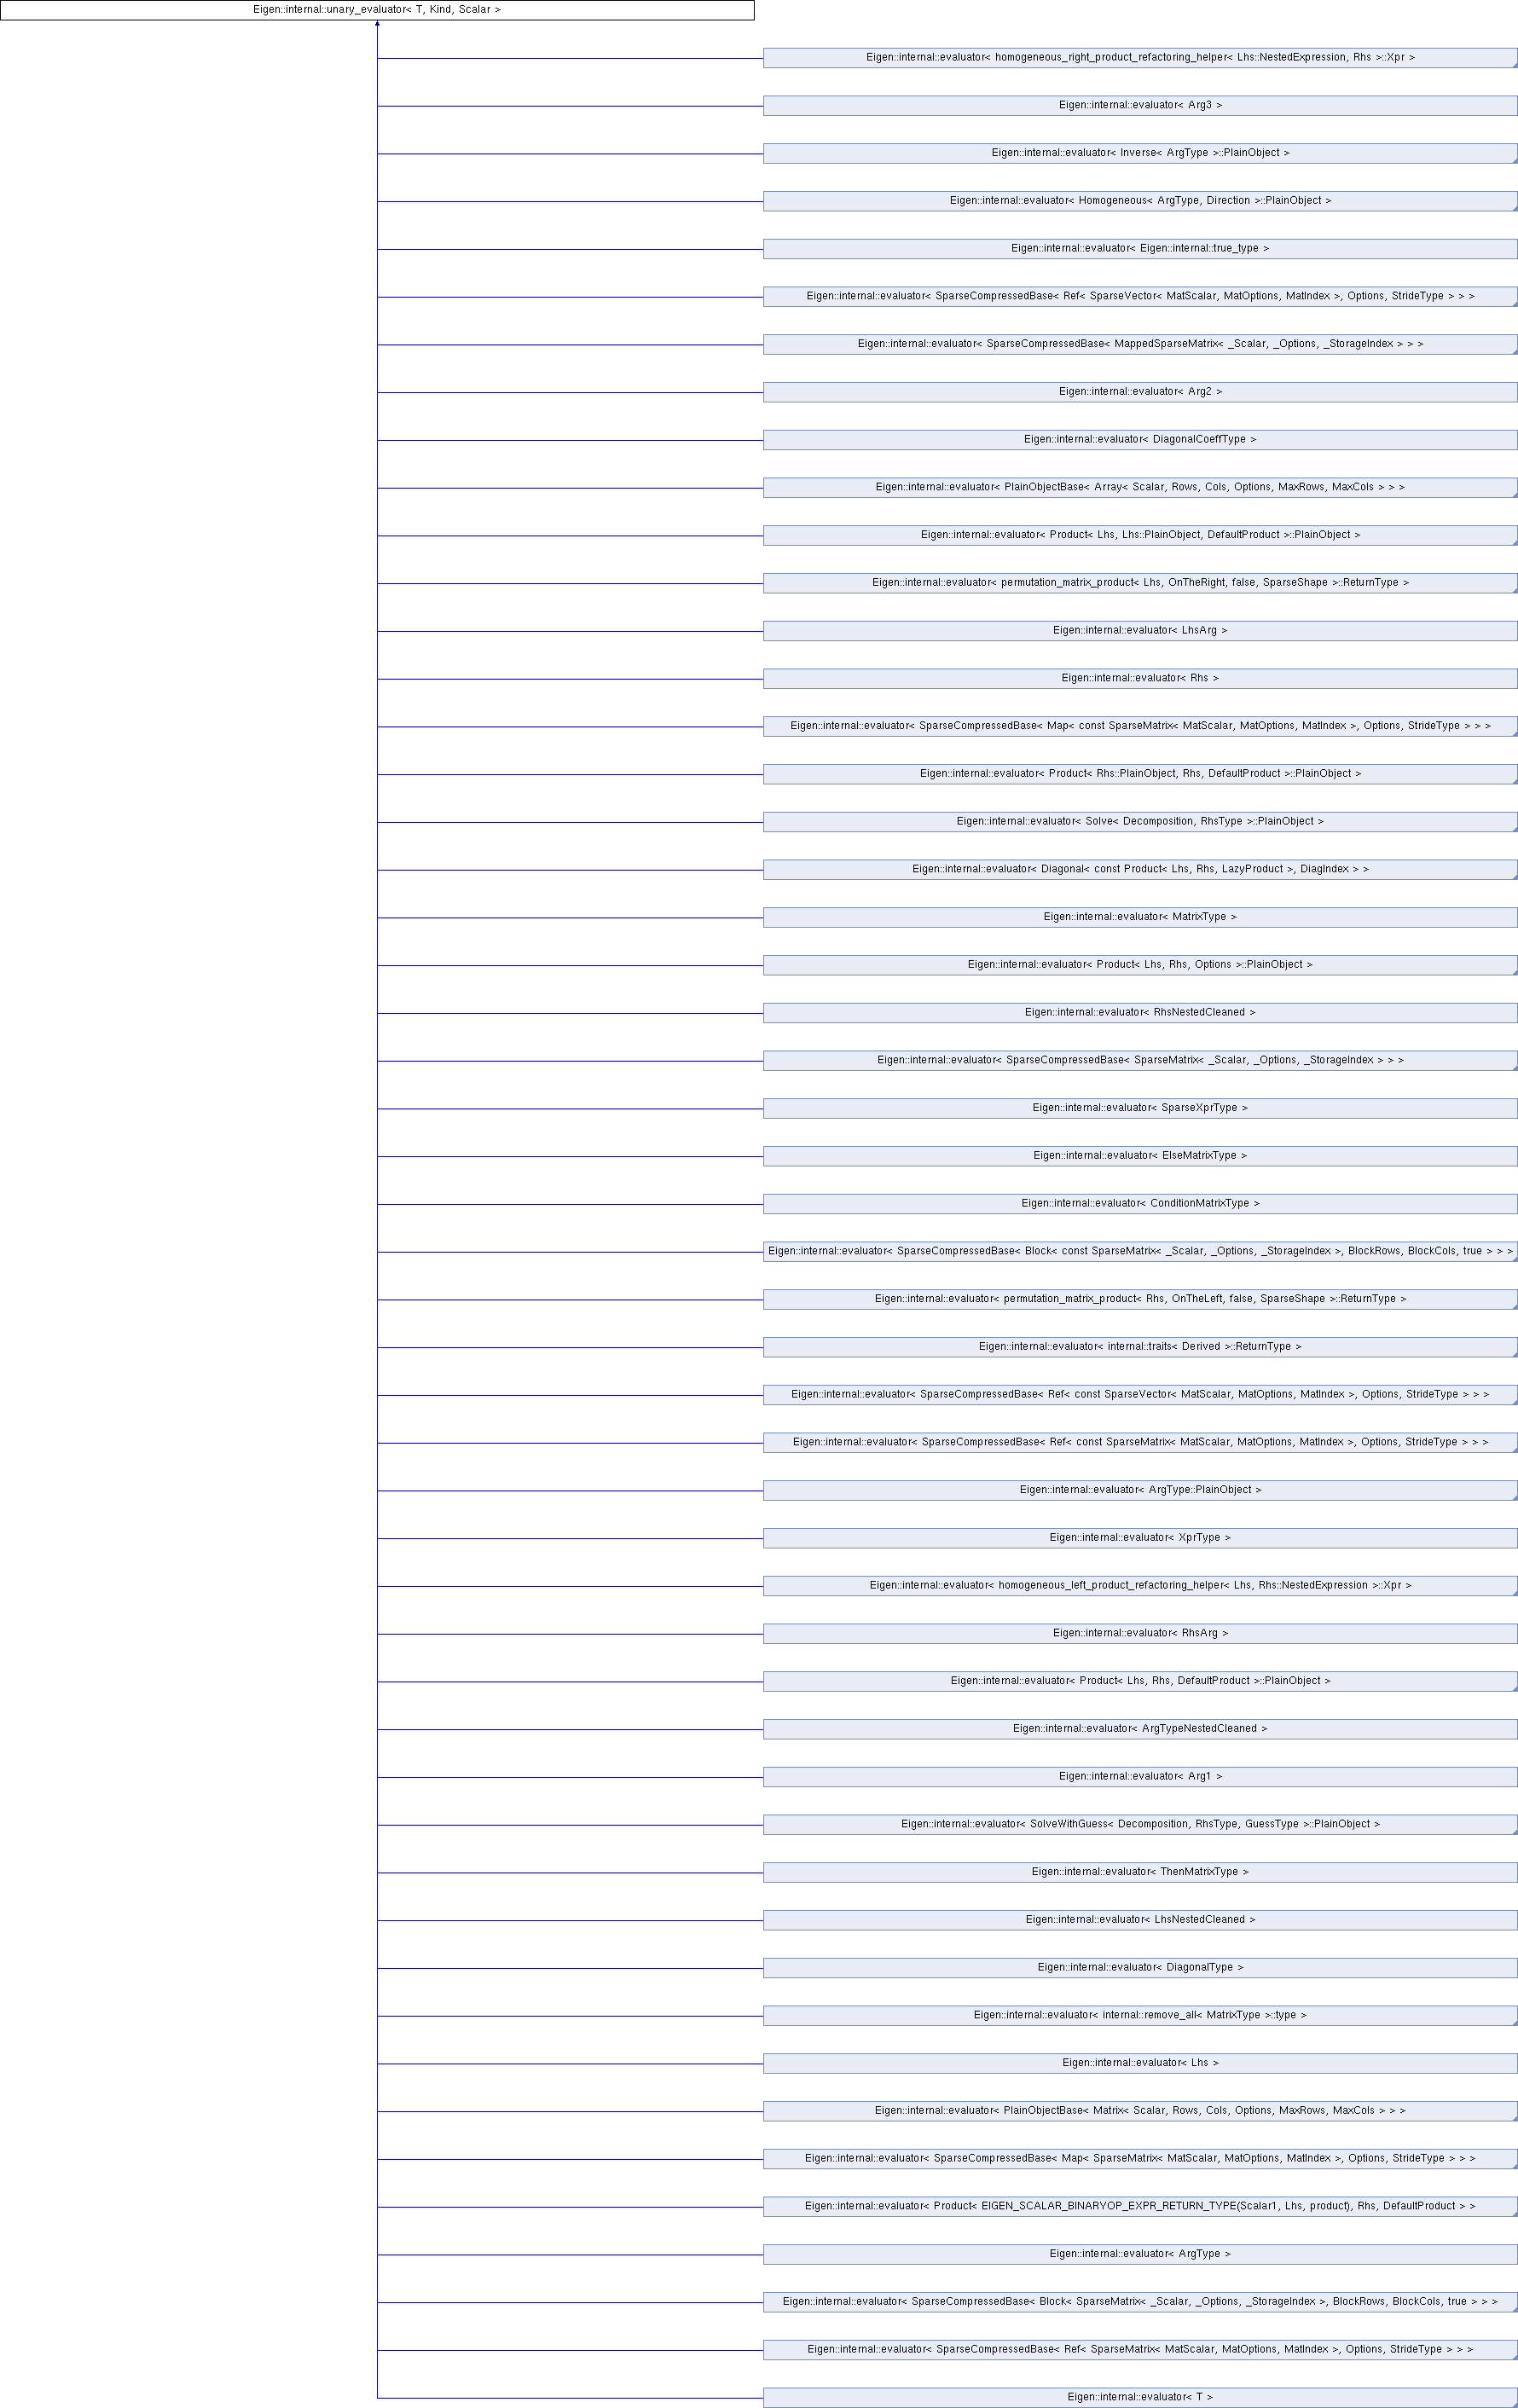 Eigen::internal::unary_evaluator< T, Kind, Scalar >
Eigen::internal::evaluator< homogeneous_right_product_refactoring_helper< Lhs::NestedExpression, Rhs >::Xpr >
Eigen::internal::evaluator< Arg3 >
Eigen::internal::evaluator< Inverse< ArgType >::PlainObject >
Eigen::internal::evaluator< Homogeneous< ArgType, Direction >::PlainObject >
Eigen::internal::evaluator< Eigen::internal::true_type >
Eigen::internal::evaluator< SparseCompressedBase< Ref< SparseVector< MatScalar, MatOptions, MatIndex >, Options, StrideType > > >
Eigen::internal::evaluator< SparseCompressedBase< MappedSparseMatrix< _Scalar, _Options, _StorageIndex > > >
Eigen::internal::evaluator< Arg2 >
Eigen::internal::evaluator< DiagonalCoeffType >
Eigen::internal::evaluator< PlainObjectBase< Array< Scalar, Rows, Cols, Options, MaxRows, MaxCols > > >
Eigen::internal::evaluator< Product< Lhs, Lhs::PlainObject, DefaultProduct >::PlainObject >
Eigen::internal::evaluator< permutation_matrix_product< Lhs, OnTheRight, false, SparseShape >::ReturnType >
Eigen::internal::evaluator< LhsArg >
Eigen::internal::evaluator< Rhs >
Eigen::internal::evaluator< SparseCompressedBase< Map< const SparseMatrix< MatScalar, MatOptions, MatIndex >, Options, StrideType > > >
Eigen::internal::evaluator< Product< Rhs::PlainObject, Rhs, DefaultProduct >::PlainObject >
Eigen::internal::evaluator< Solve< Decomposition, RhsType >::PlainObject >
Eigen::internal::evaluator< Diagonal< const Product< Lhs, Rhs, LazyProduct >, DiagIndex > >
Eigen::internal::evaluator< MatrixType >
Eigen::internal::evaluator< Product< Lhs, Rhs, Options >::PlainObject >
Eigen::internal::evaluator< RhsNestedCleaned >
Eigen::internal::evaluator< SparseCompressedBase< SparseMatrix< _Scalar, _Options, _StorageIndex > > >
Eigen::internal::evaluator< SparseXprType >
Eigen::internal::evaluator< ElseMatrixType >
Eigen::internal::evaluator< ConditionMatrixType >
Eigen::internal::evaluator< SparseCompressedBase< Block< const SparseMatrix< _Scalar, _Options, _StorageIndex >, BlockRows, BlockCols, true > > >
Eigen::internal::evaluator< permutation_matrix_product< Rhs, OnTheLeft, false, SparseShape >::ReturnType >
Eigen::internal::evaluator< internal::traits< Derived >::ReturnType >
Eigen::internal::evaluator< SparseCompressedBase< Ref< const SparseVector< MatScalar, MatOptions, MatIndex >, Options, StrideType > > >
Eigen::internal::evaluator< SparseCompressedBase< Ref< const SparseMatrix< MatScalar, MatOptions, MatIndex >, Options, StrideType > > >
Eigen::internal::evaluator< ArgType::PlainObject >
Eigen::internal::evaluator< XprType >
Eigen::internal::evaluator< homogeneous_left_product_refactoring_helper< Lhs, Rhs::NestedExpression >::Xpr >
Eigen::internal::evaluator< RhsArg >
Eigen::internal::evaluator< Product< Lhs, Rhs, DefaultProduct >::PlainObject >
Eigen::internal::evaluator< ArgTypeNestedCleaned >
Eigen::internal::evaluator< Arg1 >
Eigen::internal::evaluator< SolveWithGuess< Decomposition, RhsType, GuessType >::PlainObject >
Eigen::internal::evaluator< ThenMatrixType >
Eigen::internal::evaluator< LhsNestedCleaned >
Eigen::internal::evaluator< DiagonalType >
Eigen::internal::evaluator< internal::remove_all< MatrixType >::type >
Eigen::internal::evaluator< Lhs >
Eigen::internal::evaluator< PlainObjectBase< Matrix< Scalar, Rows, Cols, Options, MaxRows, MaxCols > > >
Eigen::internal::evaluator< SparseCompressedBase< Map< SparseMatrix< MatScalar, MatOptions, MatIndex >, Options, StrideType > > >
Eigen::internal::evaluator< Product< EIGEN_SCALAR_BINARYOP_EXPR_RETURN_TYPE(Scalar1, Lhs, product), Rhs, DefaultProduct > >
Eigen::internal::evaluator< ArgType >
Eigen::internal::evaluator< SparseCompressedBase< Block< SparseMatrix< _Scalar, _Options, _StorageIndex >, BlockRows, BlockCols, true > > >
Eigen::internal::evaluator< SparseCompressedBase< Ref< SparseMatrix< MatScalar, MatOptions, MatIndex >, Options, StrideType > > >
Eigen::internal::evaluator< T >